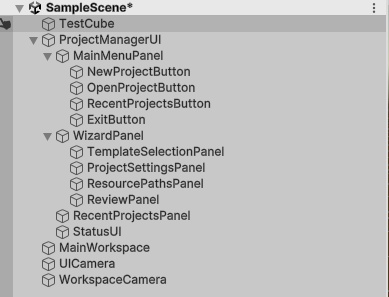 SampleScene*
TestCube
ProjectManagerUI
MainMenuPanel
NewProjectButton
OpenProjectButton
RecentProjectsButton
ExitButton
WizardPanel
TemplateSelectionPanel
ProjectSettingsPanel
ResourcePathsPanel
ReviewPanel
RecentProjectsPanel
StatusUI
MainWorkspace
UICamera
WorkspaceCamera